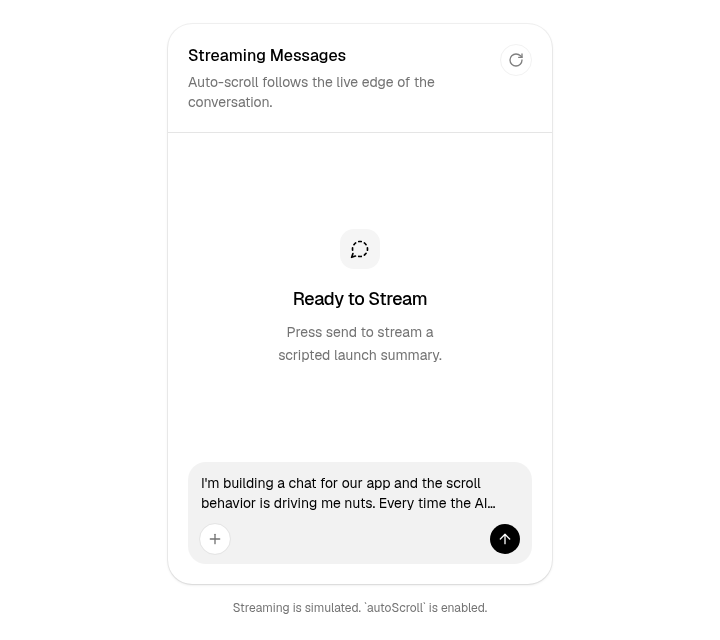 Streaming Messages
Auto-scroll follows the live edge of the
conversation.
Ready to Stream
Press send to stream a
scripted launch summary.
I'm building a chat for our app and the scroll
behavior is driving me nuts. Every time the AI…
Streaming is simulated. `autoScroll` is enabled.